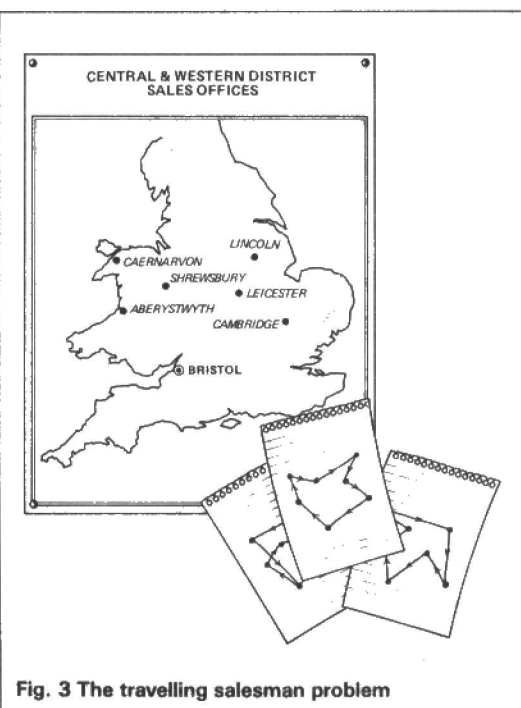 CENTRAL & WESTERN DISTRICT
SALES OFFICES
LINCOLN
CAERNARVON
SHREWSBURY
LEICESTER
ABERYSTWYTH
CAMBRIDGE
BRISTOL
Fig. 3 The travelling salesman problem